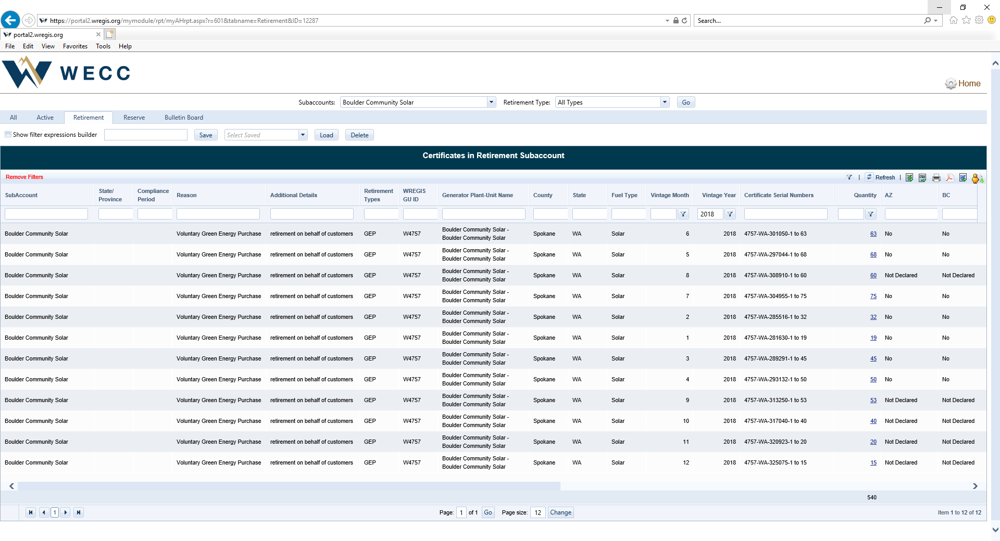 https://portal2.wregis.org/mymodule/rpt/myAHrpt.aspx?r=601&tabname=Retirement&ID=12287
Search...
portal2.wregis.org
File Edit View Favorites Tools Help
WECC
Home
Subaccounts: Boulder Community Solar Retirement Type: All Types Go
All Active Retirement Reserve Bulletin Board
Show filter expressions builder Save Select Saved Load Delete
Certificates in Retirement Subaccount
Remove Filters | Refresh | CSV
SubAccount State/ Province Compliance Period Reason Additional Details Retirement Types WREGIS GU ID Generator Plant-Unit Name County State Fuel Type Vintage Month Vintage Year Certificate Serial Numbers Quantity AZ BC
2018
Boulder Community Solar Voluntary Green Energy Purchase retirement on behalf of customers GEP W4757 Boulder Community Solar - Boulder Community Solar Spokane WA Solar 6 2018 4757-WA-301050-1 to 63 63 No No
Boulder Community Solar Voluntary Green Energy Purchase retirement on behalf of customers GEP W4757 Boulder Community Solar - Boulder Community Solar Spokane WA Solar 5 2018 4757-WA-297044-1 to 68 68 No No
Boulder Community Solar Voluntary Green Energy Purchase retirement on behalf of customers GEP W4757 Boulder Community Solar - Boulder Community Solar Spokane WA Solar 8 2018 4757-WA-308910-1 to 60 60 Not Declared Not Declared
Boulder Community Solar Voluntary Green Energy Purchase retirement on behalf of customers GEP W4757 Boulder Community Solar - Boulder Community Solar Spokane WA Solar 7 2018 4757-WA-304955-1 to 75 75 No No
Boulder Community Solar Voluntary Green Energy Purchase retirement on behalf of customers GEP W4757 Boulder Community Solar - Boulder Community Solar Spokane WA Solar 2 2018 4757-WA-285516-1 to 32 32 No No
Boulder Community Solar Voluntary Green Energy Purchase retirement on behalf of customers GEP W4757 Boulder Community Solar - Boulder Community Solar Spokane WA Solar 1 2018 4757-WA-281630-1 to 19 19 No No
Boulder Community Solar Voluntary Green Energy Purchase retirement on behalf of customers GEP W4757 Boulder Community Solar - Boulder Community Solar Spokane WA Solar 3 2018 4757-WA-289291-1 to 45 45 No No
Boulder Community Solar Voluntary Green Energy Purchase retirement on behalf of customers GEP W4757 Boulder Community Solar - Boulder Community Solar Spokane WA Solar 4 2018 4757-WA-293132-1 to 50 50 No No
Boulder Community Solar Voluntary Green Energy Purchase retirement on behalf of customers GEP W4757 Boulder Community Solar - Boulder Community Solar Spokane WA Solar 9 2018 4757-WA-313250-1 to 53 53 Not Declared Not Declared
Boulder Community Solar Voluntary Green Energy Purchase retirement on behalf of customers GEP W4757 Boulder Community Solar - Boulder Community Solar Spokane WA Solar 10 2018 4757-WA-317040-1 to 40 40 Not Declared Not Declared
Boulder Community Solar Voluntary Green Energy Purchase retirement on behalf of customers GEP W4757 Boulder Community Solar - Boulder Community Solar Spokane WA Solar 11 2018 4757-WA-320923-1 to 20 20 Not Declared Not Declared
Boulder Community Solar Voluntary Green Energy Purchase retirement on behalf of customers GEP W4757 Boulder Community Solar - Boulder Community Solar Spokane WA Solar 12 2018 4757-WA-325075-1 to 15 15 Not Declared Not Declared
540
1 Page: 1 of 1 Go Page size: 12 Change Item 1 to 12 of 12